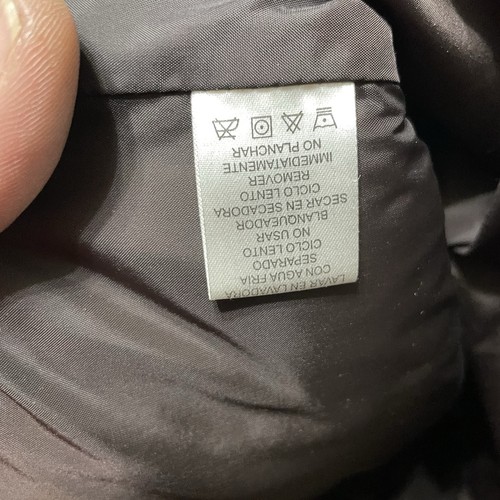 LAVAR EN LAVADORA
CON AGUA FRIA
SEPARADO
CICLO LENTO
NO USAR
BLANQUEADOR
SECAR EN SECADORA
CICLO LENTO
REMOVER
IMMEDIATAMENTE
NO PLANCHAR